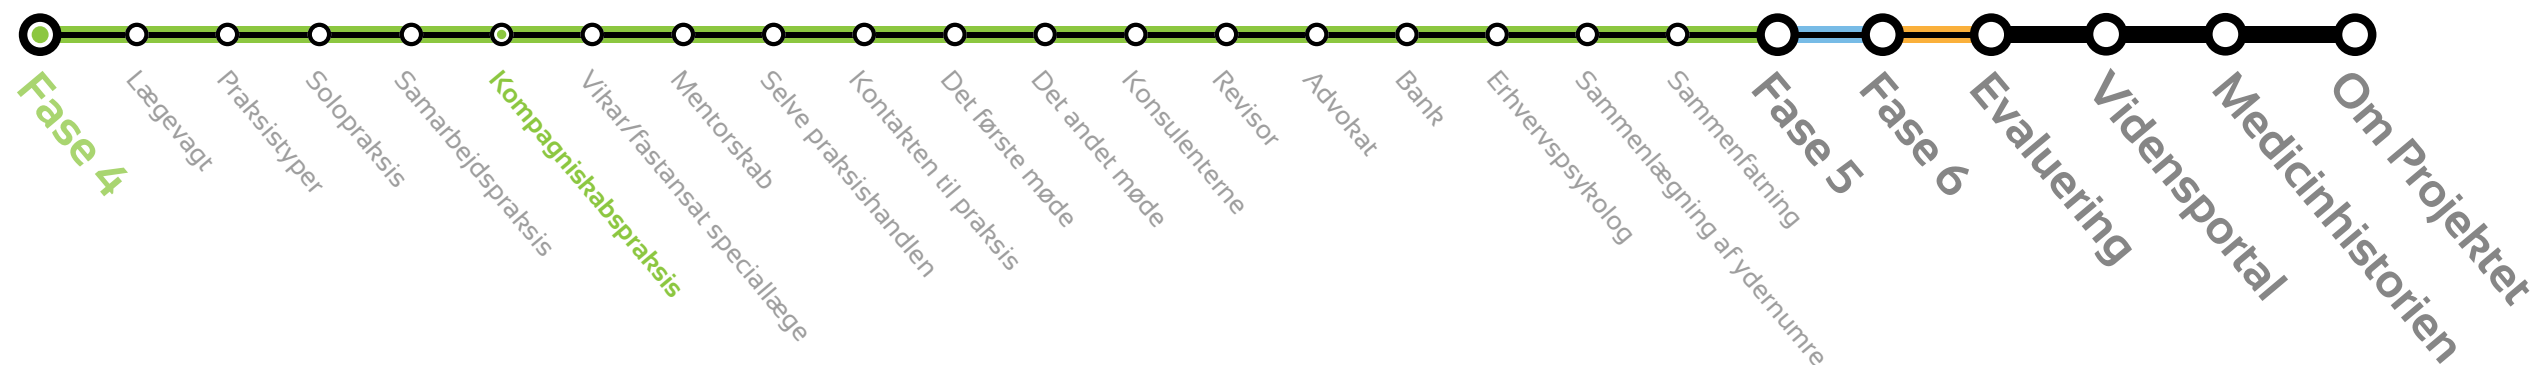 Fase 4
Lægevagt
Praksistyper
Solopraksis
Samarbejdspraksis
Kompagniskabspraksis
Vikar/fastansat speciallæge
Mentorskab
Selve praksishandlen
Kontakten til praksis
Det første møde
Det andet møde
Konsulenterne
Revisor
Advokat
Bank
Erhvervspsykolog
Sammenlægning af ydernumre
Sammenfatning
Fase 5
Fase 6
Evaluering
Vidensportal
Medicinhistorien
Om Projektet